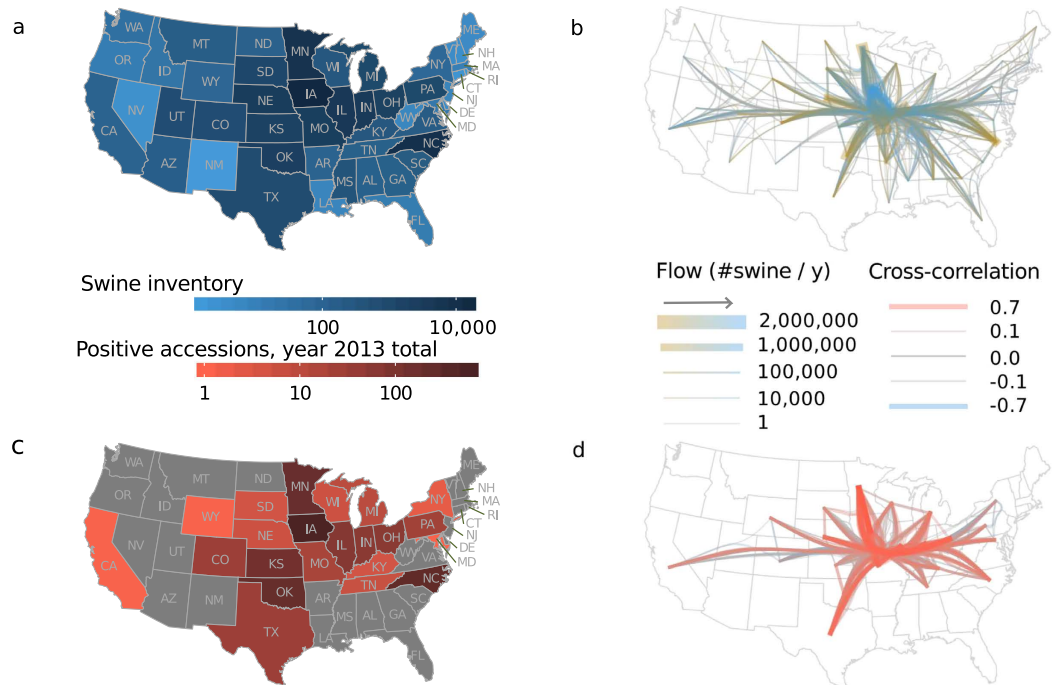 a
WA
OR
CA
NV
ID
MT
WY
UT
AZ
CO
NM
ND
SD
NE
KS
OK
TX
MN
IA
MO
AR
LA
WI
IL
MI
IN
OH
KY
TN
MS
AL
GA
FL
SC
NC
VA
WV
PA
NY
VT
ME
NH
MA
RI
CT
NJ
DE
MD
b
Swine inventory
100
10,000
Positive accessions, year 2013 total
1
10
100
Flow (#swine / y)
2,000,000
1,000,000
100,000
10,000
1
Cross-correlation
0.7
0.1
0.0
-0.1
-0.7
c
WA
OR
CA
NV
ID
MT
WY
UT
AZ
CO
NM
ND
SD
NE
KS
OK
TX
MN
IA
MO
AR
LA
WI
IL
MI
IN
OH
KY
TN
MS
AL
GA
FL
SC
NC
VA
WV
PA
NY
ME
NH
MA
RI
CT
NJ
DE
MD
d